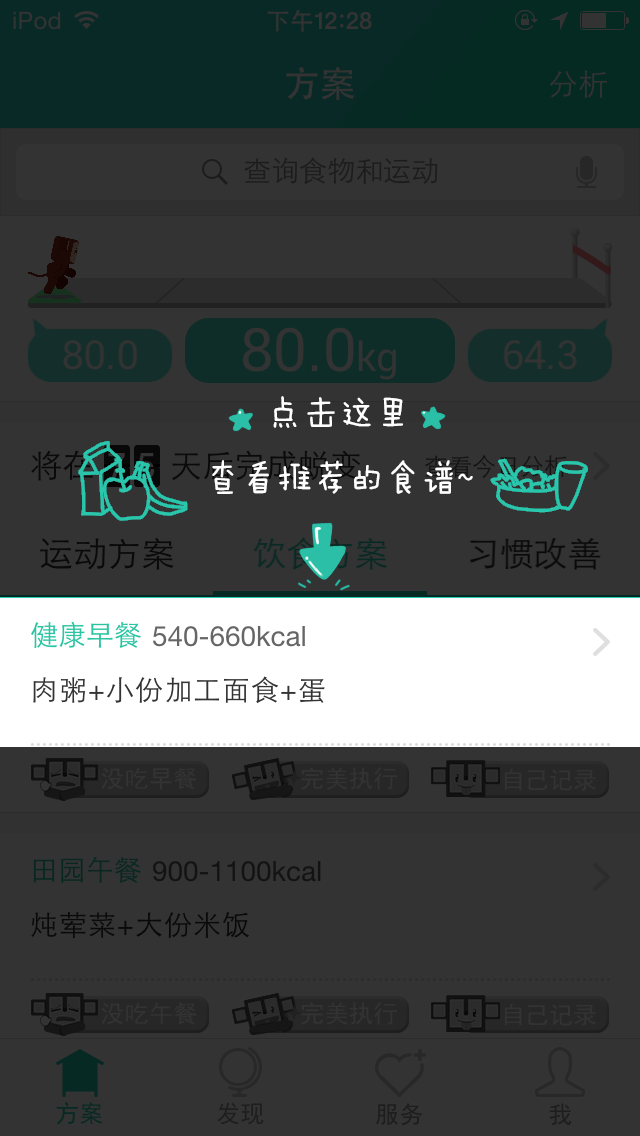 iPod 下午12:28
方案 分析
查询食物和运动
80.0 80.0kg 64.3
点击这里
将在 天后完成蜕变 查看今日分析
查看推荐的食谱~
运动方案 饮食方案 习惯改善
健康早餐 540-660kcal
肉粥+小份加工面食+蛋
没吃早餐 完美执行 自己记录
田园午餐 900-1100kcal
炖荤菜+大份米饭
没吃午餐 完美执行 自己记录
方案 发现 服务 我